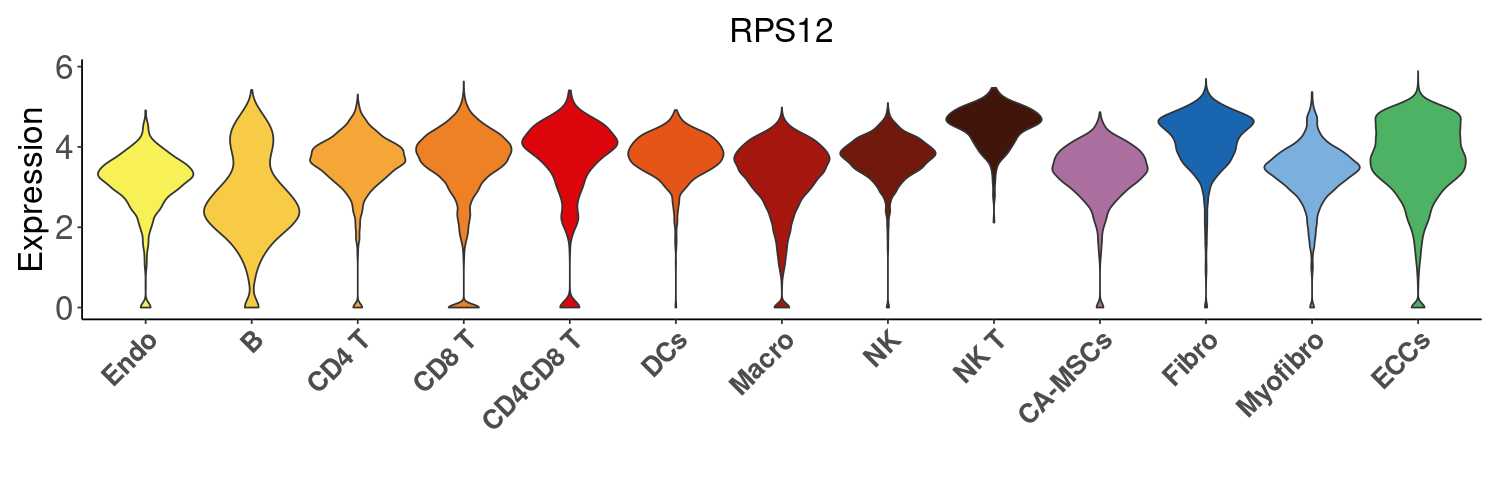 RPS12
Expression
6
4
2
0
Endo
B
CD4 T
CD8 T
CD4CD8 T
DCs
Macro
NK
NK T
CA-MSCs
Fibro
Myofibro
ECCs